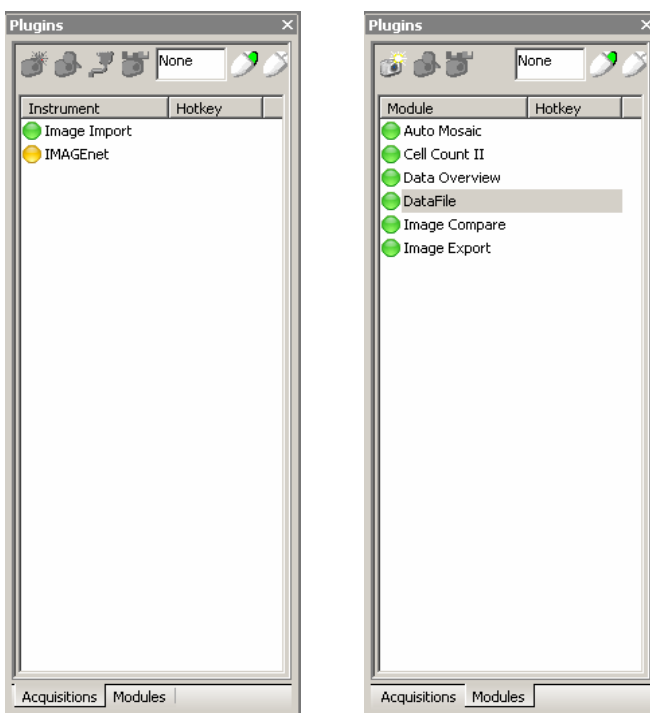 Plugins
None
Instrument Hotkey
Image Import
IMAGEnet
Acquisitions Modules
Plugins
None
Module Hotkey
Auto Mosaic
Cell Count II
Data Overview
DataFile
Image Compare
Image Export
Acquisitions Modules